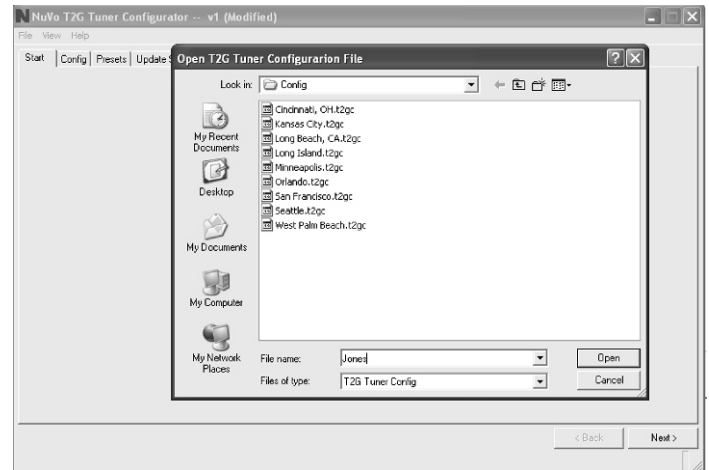 NuVo T2G Tuner Configurator -- v1 (Modified)
File View Help
Start Config Presets Update S
Open T2G Tuner Configurarion File
Look in: Config
My Recent Documents
Desktop
My Documents
My Computer
My Network Places
Cincinnati, OH.t2gc
Kansas City.t2gc
Long Beach, CA.t2gc
Long Island.t2gc
Minneapolis.t2gc
Orlando.t2gc
San Francisco.t2gc
Seattle.t2gc
West Palm Beach.t2gc
File name: Jones Open
Files of type: T2G Tuner Config Cancel
< Back Next >